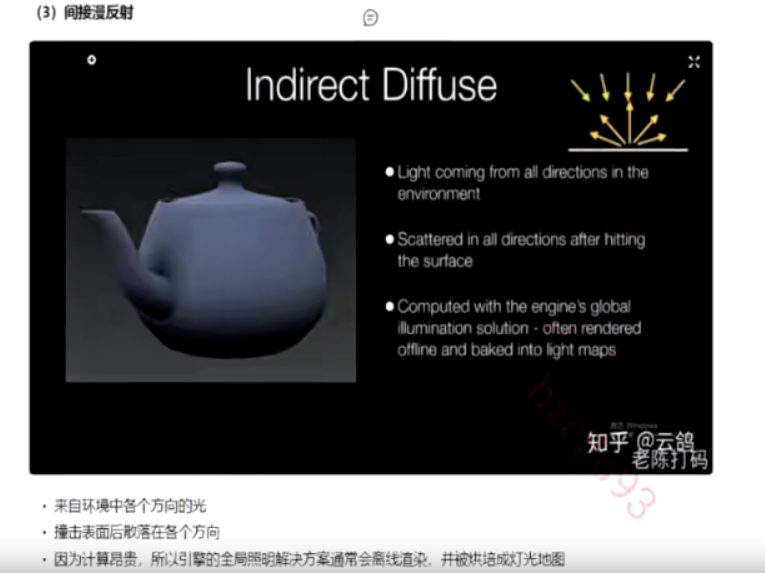 (3) 间接漫反射
Indirect Diffuse
Light coming from all directions in the
environment
Scattered in all directions after hitting
the surface
Computed with the engine's global
illumination solution - often rendered
offline and baked into light maps
知乎 @云鸽
老陈打码
• 来自环境中各个方向的光
• 撞击表面后散落在各个方向
• 因为计算昂贵，所以引擎的全局照明解决方案通常会离线渲染，并被烘焙成灯光地图